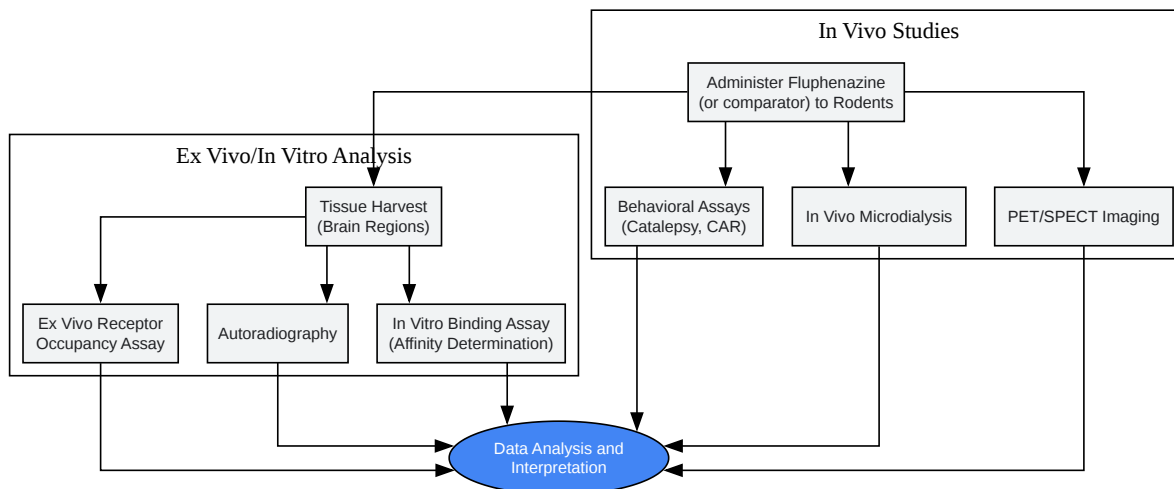 In Vivo Studies
Administer Fluphenazine
(or comparator) to Rodents
Ex Vivo/In Vitro Analysis
Tissue Harvest
(Brain Regions)
Behavioral Assays
(Catalepsy, CAR)
In Vivo Microdialysis
PET/SPECT Imaging
Ex Vivo Receptor
Occupancy Assay
Autoradiography
In Vitro Binding Assay
(Affinity Determination)
Data Analysis and
Interpretation